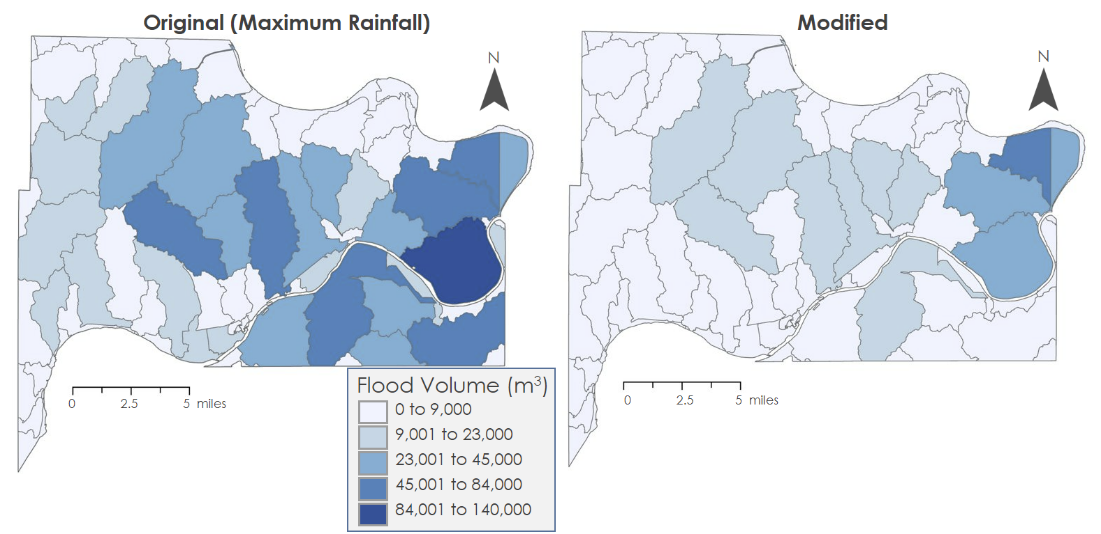 Original (Maximum Rainfall)
Modified
N
N
0 2.5 5 miles
0 2.5 5 miles
Flood Volume (m³)
0 to 9,000
9,001 to 23,000
23,001 to 45,000
45,001 to 84,000
84,001 to 140,000